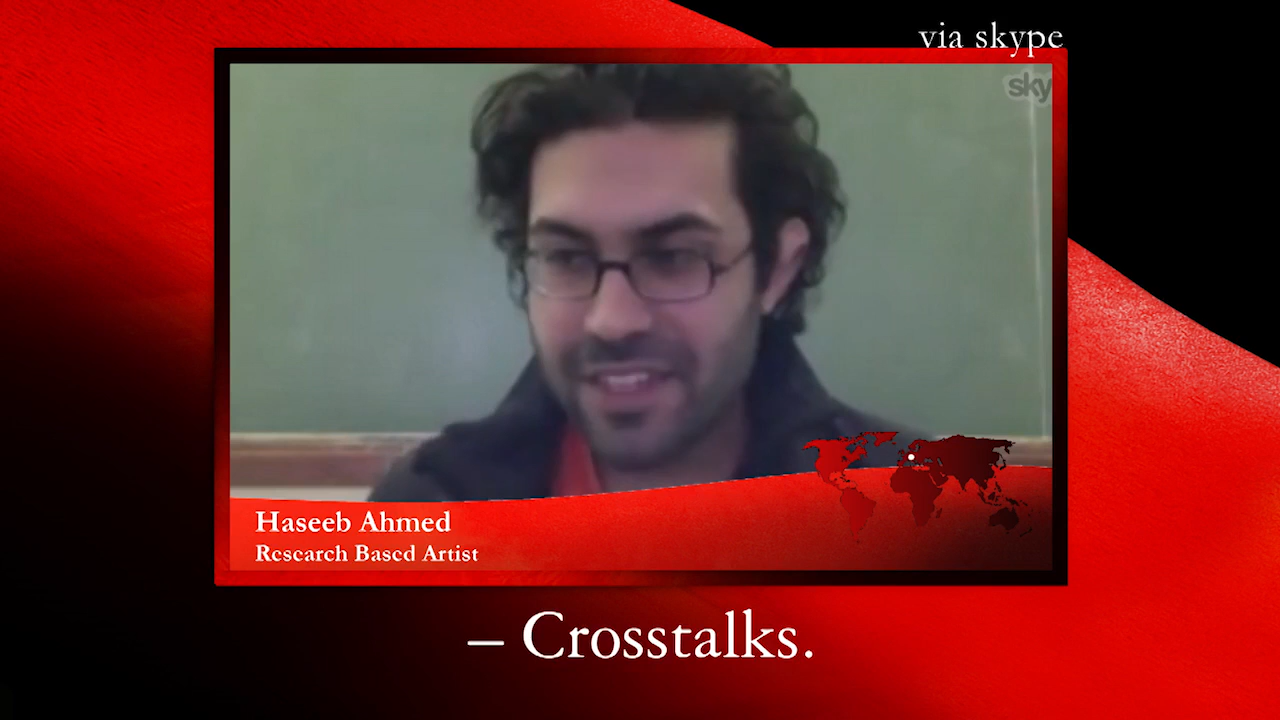 via skype
sky
Haseeb Ahmed
Research Based Artist
– Crosstalks.